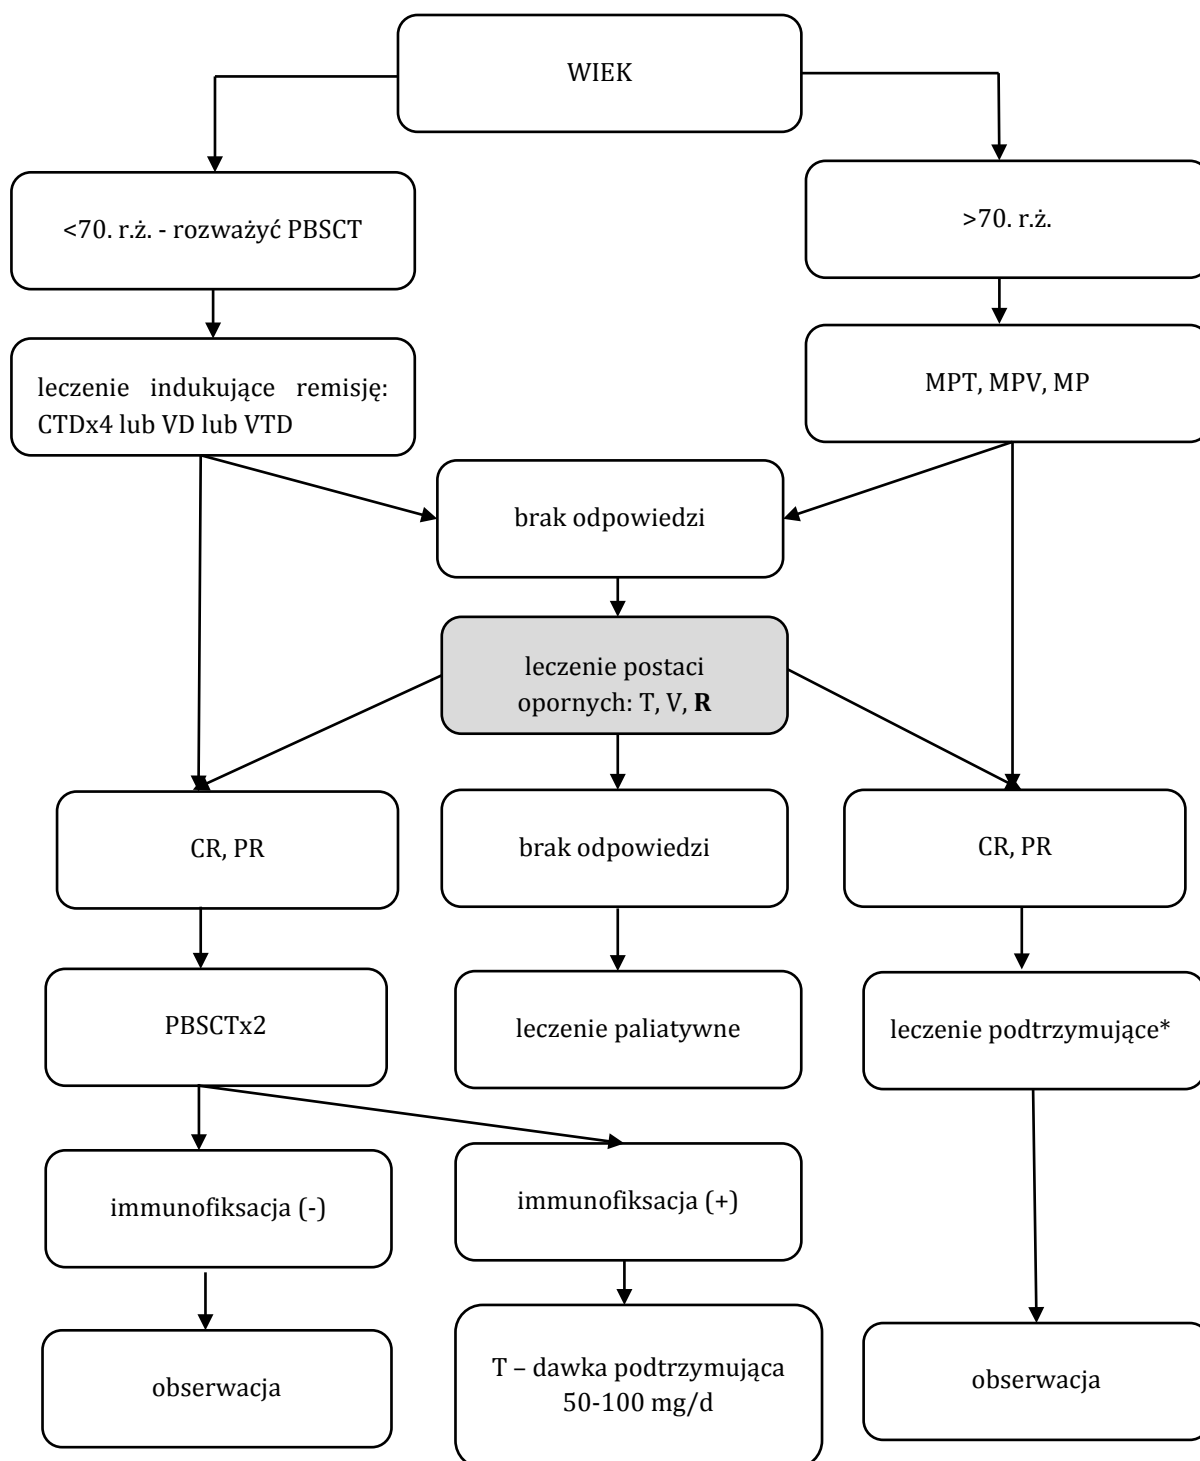 WIEK
<70. r.ż. - rozważyć PBSCT
>70. r.ż.
leczenie indukujące remisję:
CTDx4 lub VD lub VTD
MPT, MPV, MP
brak odpowiedzi
leczenie postaci
opornych: T, V, R
CR, PR
brak odpowiedzi
CR, PR
PBSCTx2
leczenie paliatywne
leczenie podtrzymujące*
immunofiksacja (-)
immunofiksacja (+)
obserwacja
T – dawka podtrzymująca
50-100 mg/d
obserwacja